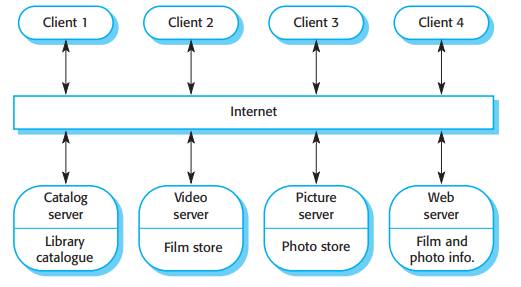 Client 1
Client 2
Client 3
Client 4
Internet
Catalog
server
Library
catalogue
Video
server
Film store
Picture
server
Photo store
Web
server
Film and
photo info.